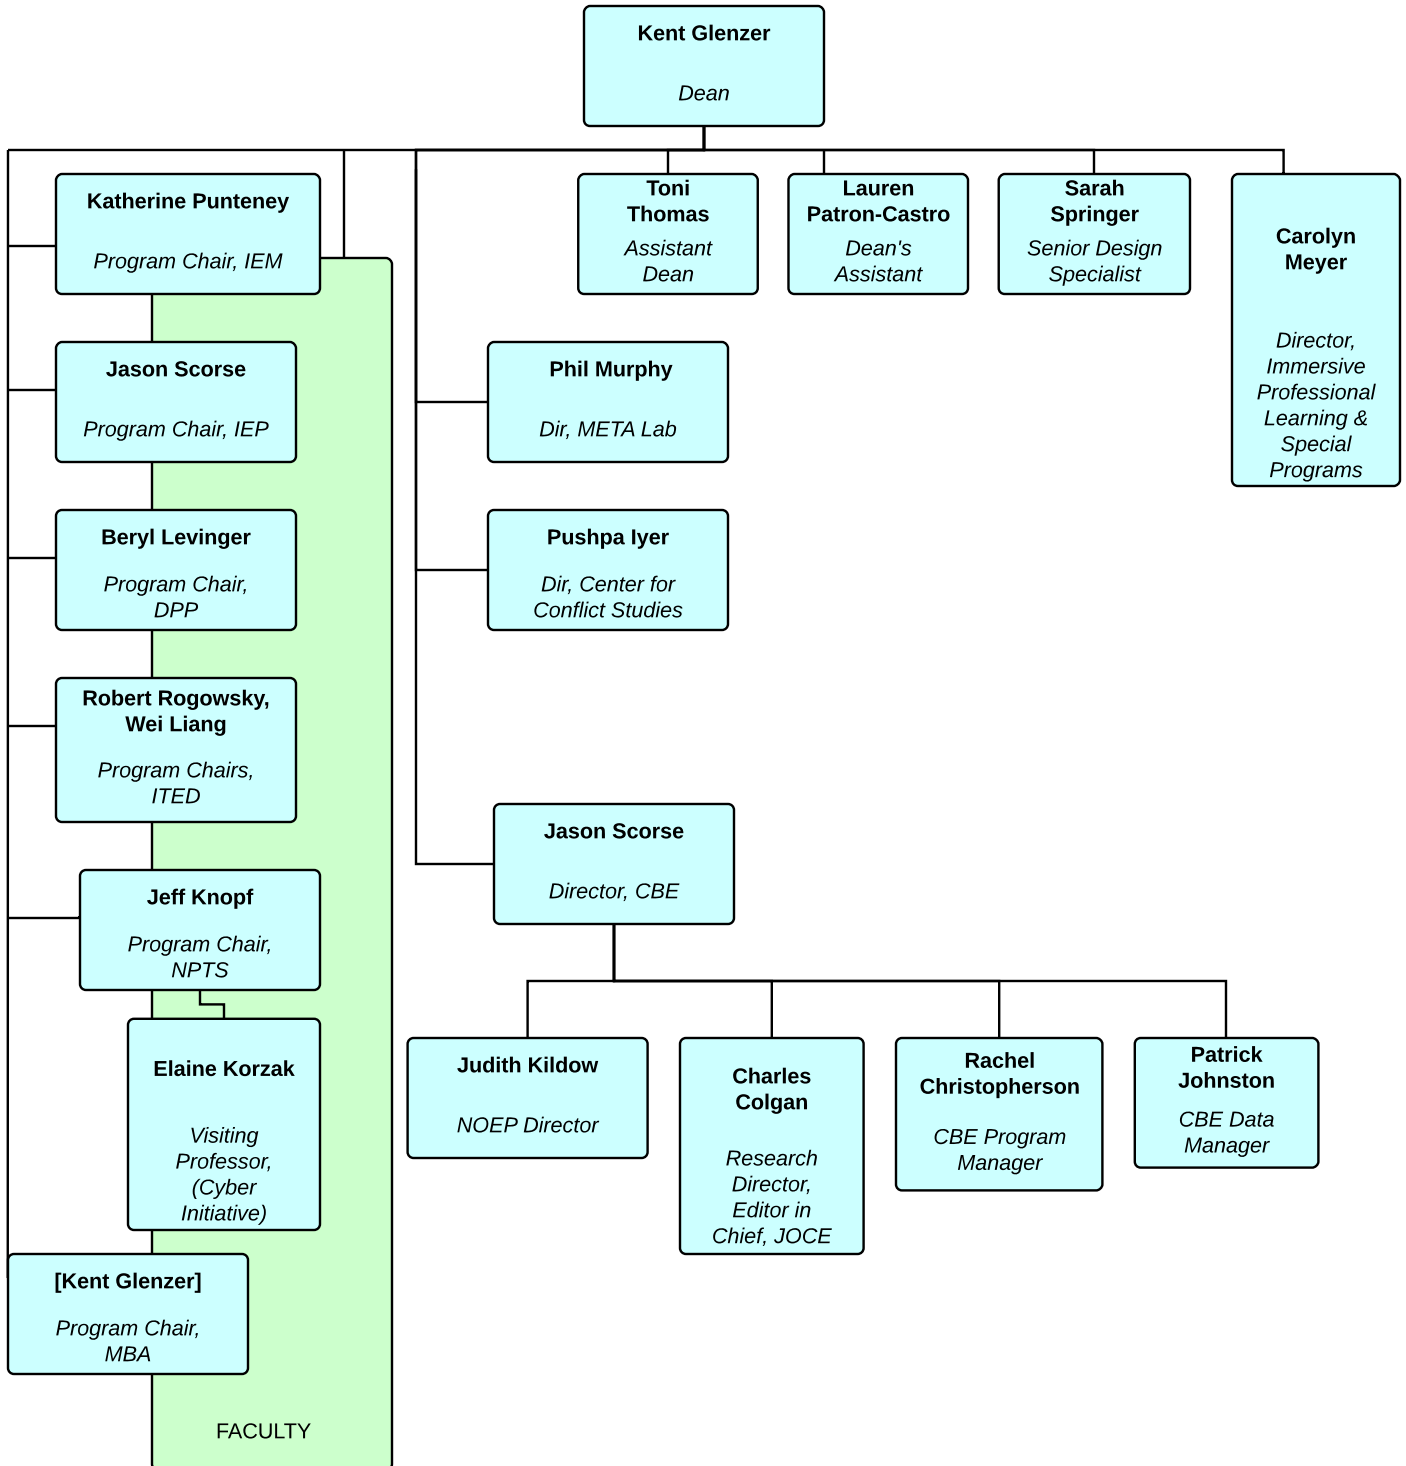 Kent Glenzer
Dean
Katherine Punteney
Program Chair, IEM
Toni
Thomas
Assistant
Dean
Lauren
Patron-Castro
Dean's
Assistant
Sarah
Springer
Senior Design
Specialist
Carolyn
Meyer
Director,
Immersive
Professional
Learning &
Special
Programs
Jason Scorse
Program Chair, IEP
Phil Murphy
Dir, META Lab
Beryl Levinger
Program Chair,
DPP
Pushpa Iyer
Dir, Center for
Conflict Studies
Robert Rogowsky,
Wei Liang
Program Chairs,
ITED
Jason Scorse
Director, CBE
Jeff Knopf
Program Chair,
NPTS
Elaine Korzak
Visiting
Professor,
(Cyber
Initiative)
Judith Kildow
NOEP Director
Charles
Colgan
Research
Director,
Editor in
Chief, JOCE
Rachel
Christopherson
CBE Program
Manager
Patrick
Johnston
CBE Data
Manager
[Kent Glenzer]
Program Chair,
MBA
FACULTY